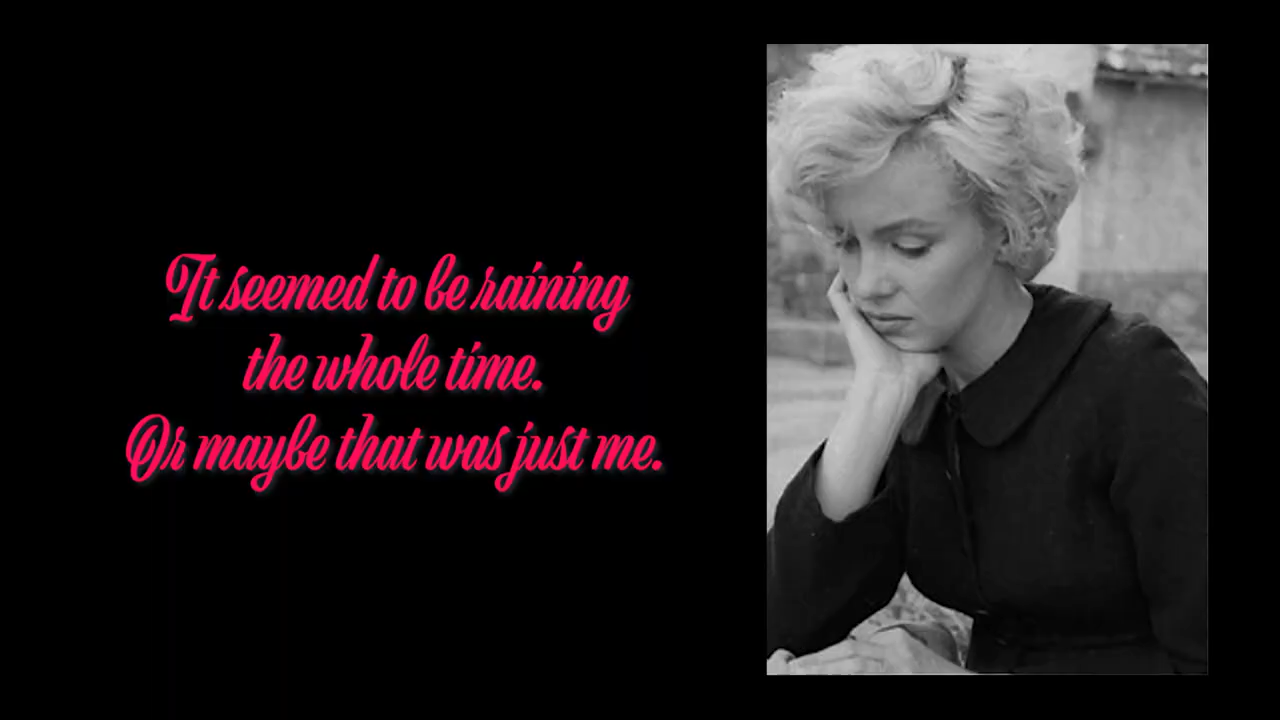 It seemed to be raining
the whole time.
Or maybe that was just me.